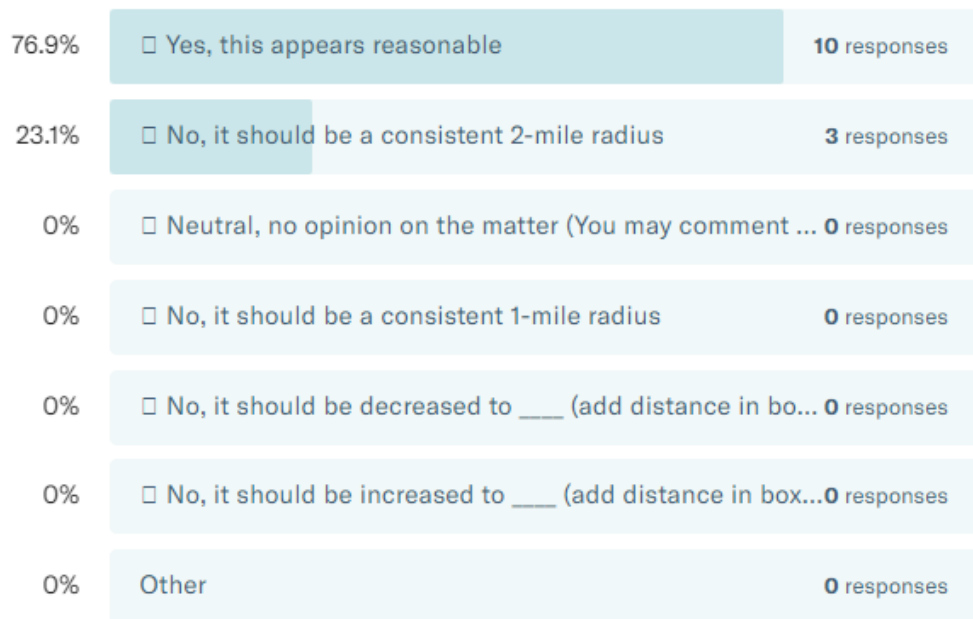 76.9% □ Yes, this appears reasonable 10 responses
23.1% □ No, it should be a consistent 2-mile radius 3 responses
0% □ Neutral, no opinion on the matter (You may comment ... 0 responses
0% □ No, it should be a consistent 1-mile radius 0 responses
0% □ No, it should be decreased to ____ (add distance in bo... 0 responses
0% □ No, it should be increased to ____ (add distance in box...0 responses
0% Other 0 responses